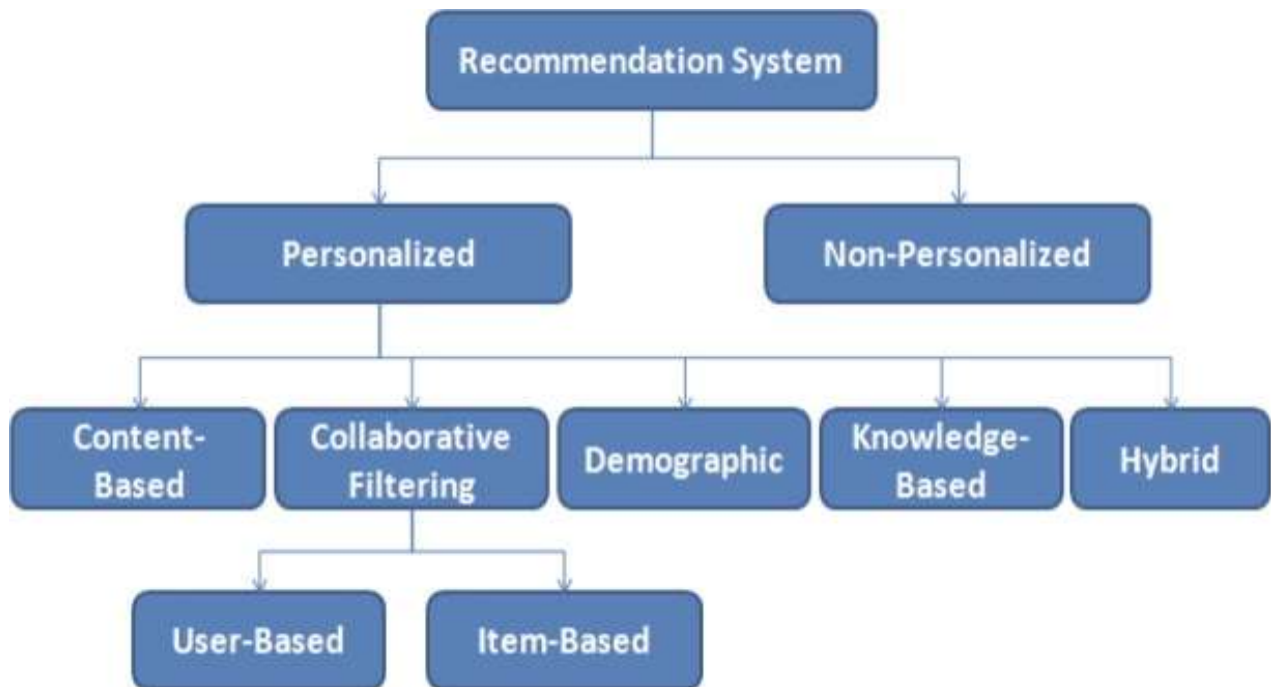 Recommendation System
Personalized
Non-Personalized
Content-
Based
Collaborative
Filtering
Demographic
Knowledge-
Based
Hybrid
User-Based
Item-Based